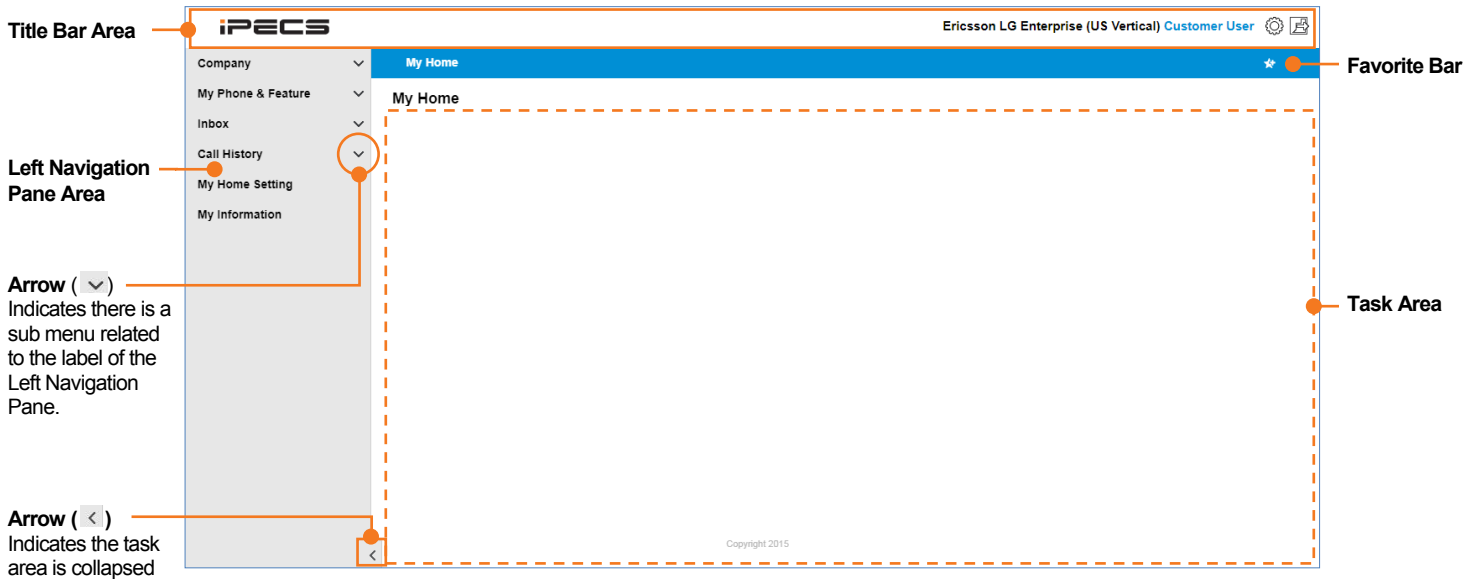 Title Bar Area
iPECS
Ericsson LG Enterprise (US Vertical) Customer User
Company
My Home
Favorite Bar
My Phone & Feature
My Home
Inbox
Call History
Left Navigation
Pane Area
My Home Setting
My Information
Arrow ( )
Indicates there is a
sub menu related
to the label of the
Left Navigation
Pane.
Task Area
Arrow ( )
Indicates the task
area is collapsed
Copyright 2015